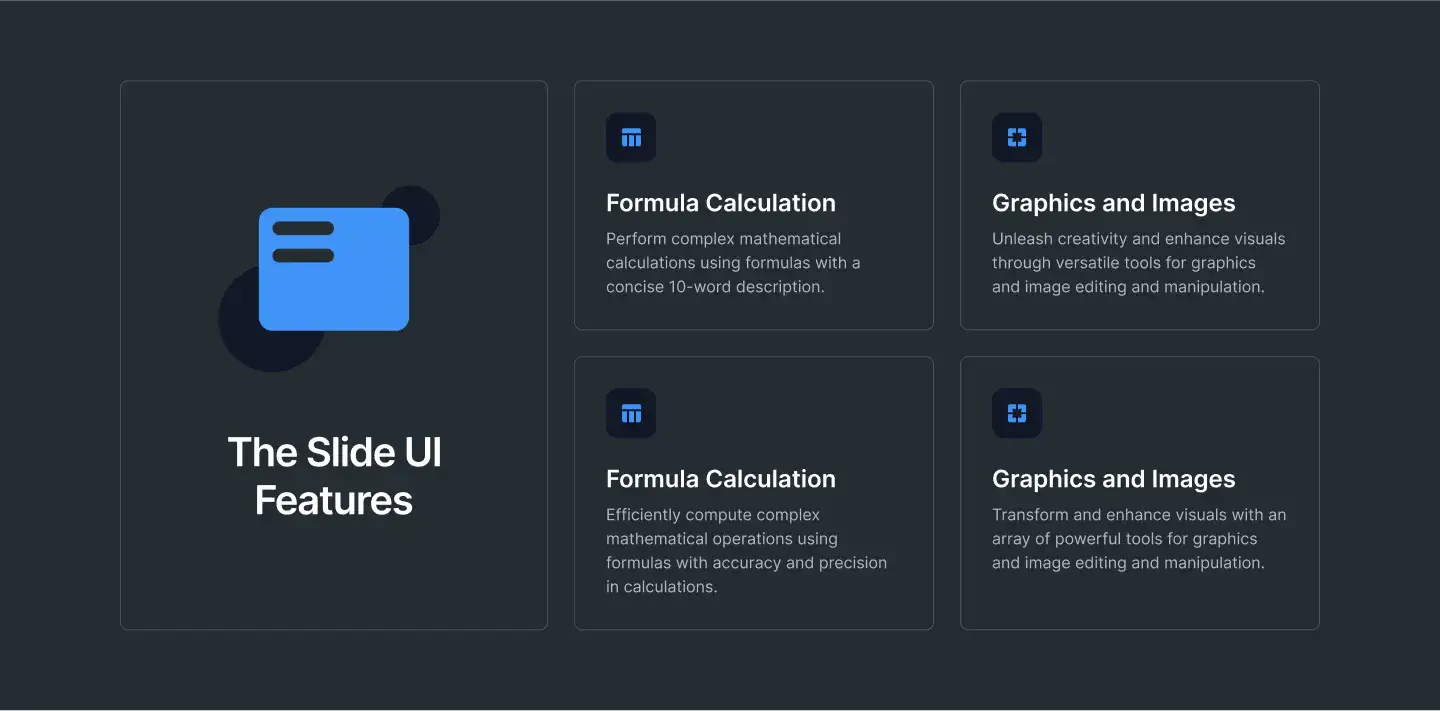 The Slide UI
Features
Formula Calculation
Perform complex mathematical
calculations using formulas with a
concise 10-word description.
Graphics and Images
Unleash creativity and enhance visuals
through versatile tools for graphics
and image editing and manipulation.
Formula Calculation
Efficiently compute complex
mathematical operations using
formulas with accuracy and precision
in calculations.
Graphics and Images
Transform and enhance visuals with an
array of powerful tools for graphics
and image editing and manipulation.